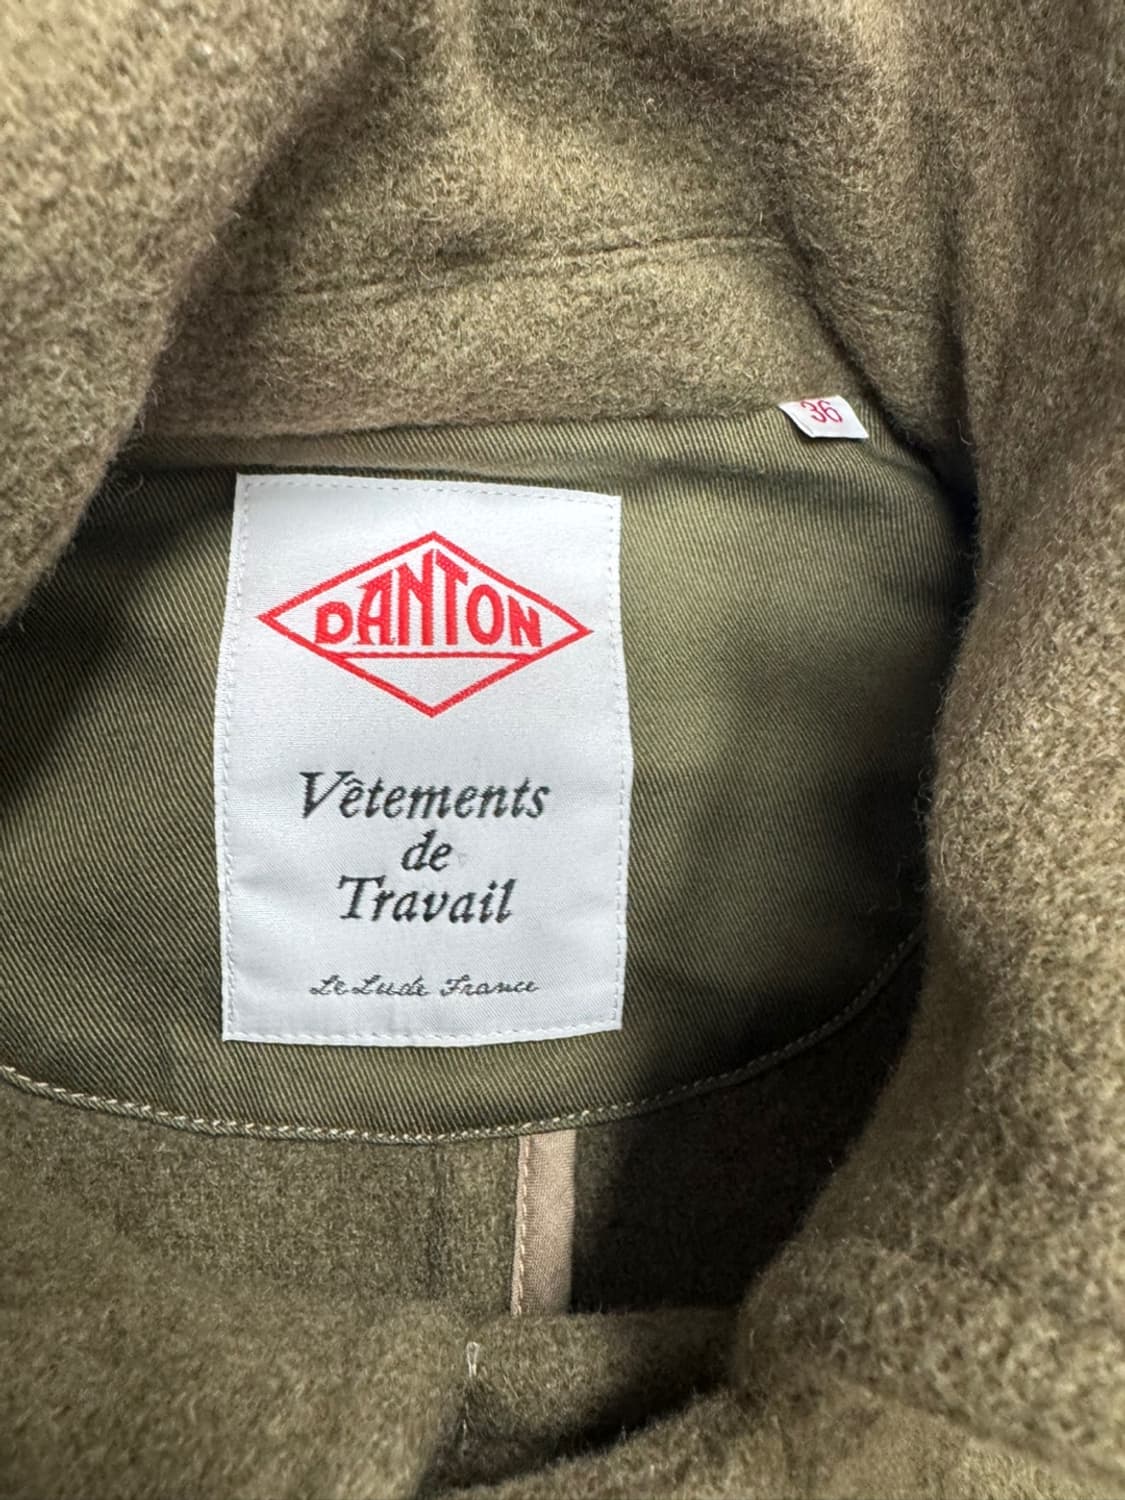 36
DANTON
Vêtements
de
Travail
Le Lude France